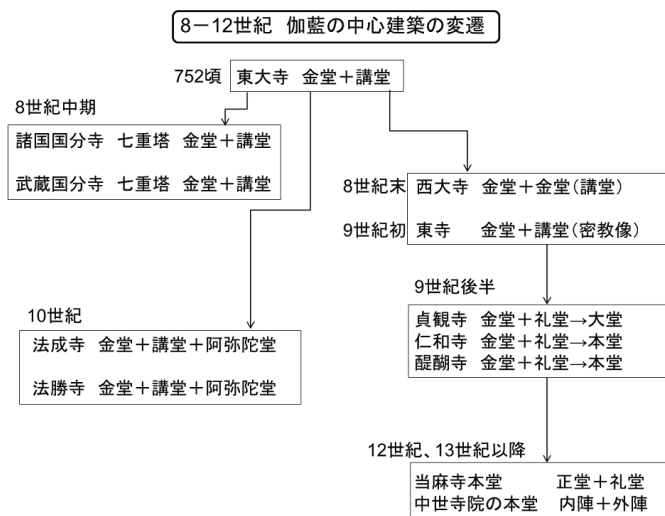 8－12世紀 伽藍の中心建築の変遷
752頃 東大寺 金堂＋講堂
8世紀中期
諸国国分寺 七重塔 金堂＋講堂
武蔵国分寺 七重塔 金堂＋講堂
8世紀末 西大寺 金堂＋金堂（講堂）
9世紀初 東寺 金堂＋講堂（密教像）
10世紀
法成寺 金堂＋講堂＋阿弥陀堂
法勝寺 金堂＋講堂＋阿弥陀堂
9世紀後半
貞観寺 金堂＋礼堂→大堂
仁和寺 金堂＋礼堂→本堂
醍醐寺 金堂＋礼堂→本堂
12世紀、13世紀以降
当麻寺本堂 正堂＋礼堂
中世寺院の本堂 内陣＋外陣